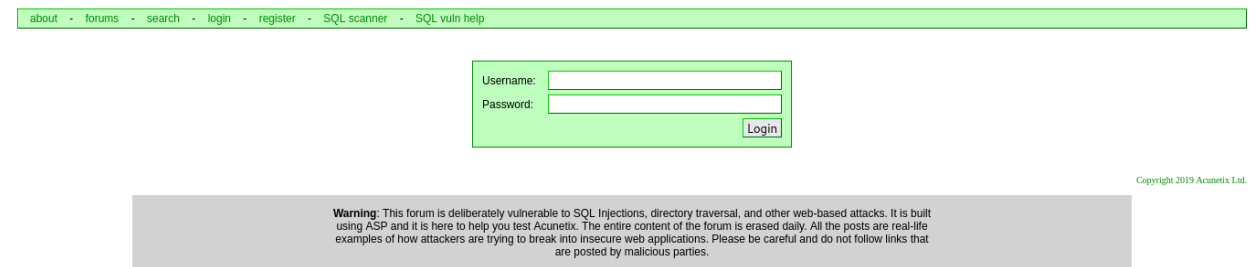 about - forums - search - login - register - SQL scanner - SQL vuln help
Username:
Password:
Login
Copyright 2019 Acunetix Ltd.
Warning: This forum is deliberately vulnerable to SQL Injections, directory traversal, and other web-based attacks. It is built
using ASP and it is here to help you test Acunetix. The entire content of the forum is erased daily. All the posts are real-life
examples of how attackers are trying to break into insecure web applications. Please be careful and do not follow links that
are posted by malicious parties.